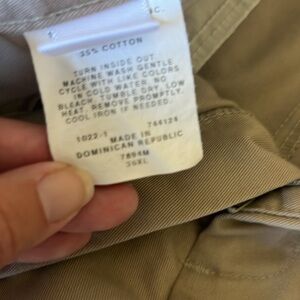 C.
35% COTTON
TURN INSIDE OUT.
MACHINE WASH GENTLE
CYCLE WITH LIKE COLORS
IN COLD WATER. NO
BLEACH. TUMBLE DRY, LOW
HEAT. REMOVE PROMPTLY.
COOL IRON IF NEEDED.
744124
1022-1
MADE IN
DOMINICAN REPUBLIC
7894M
36XL